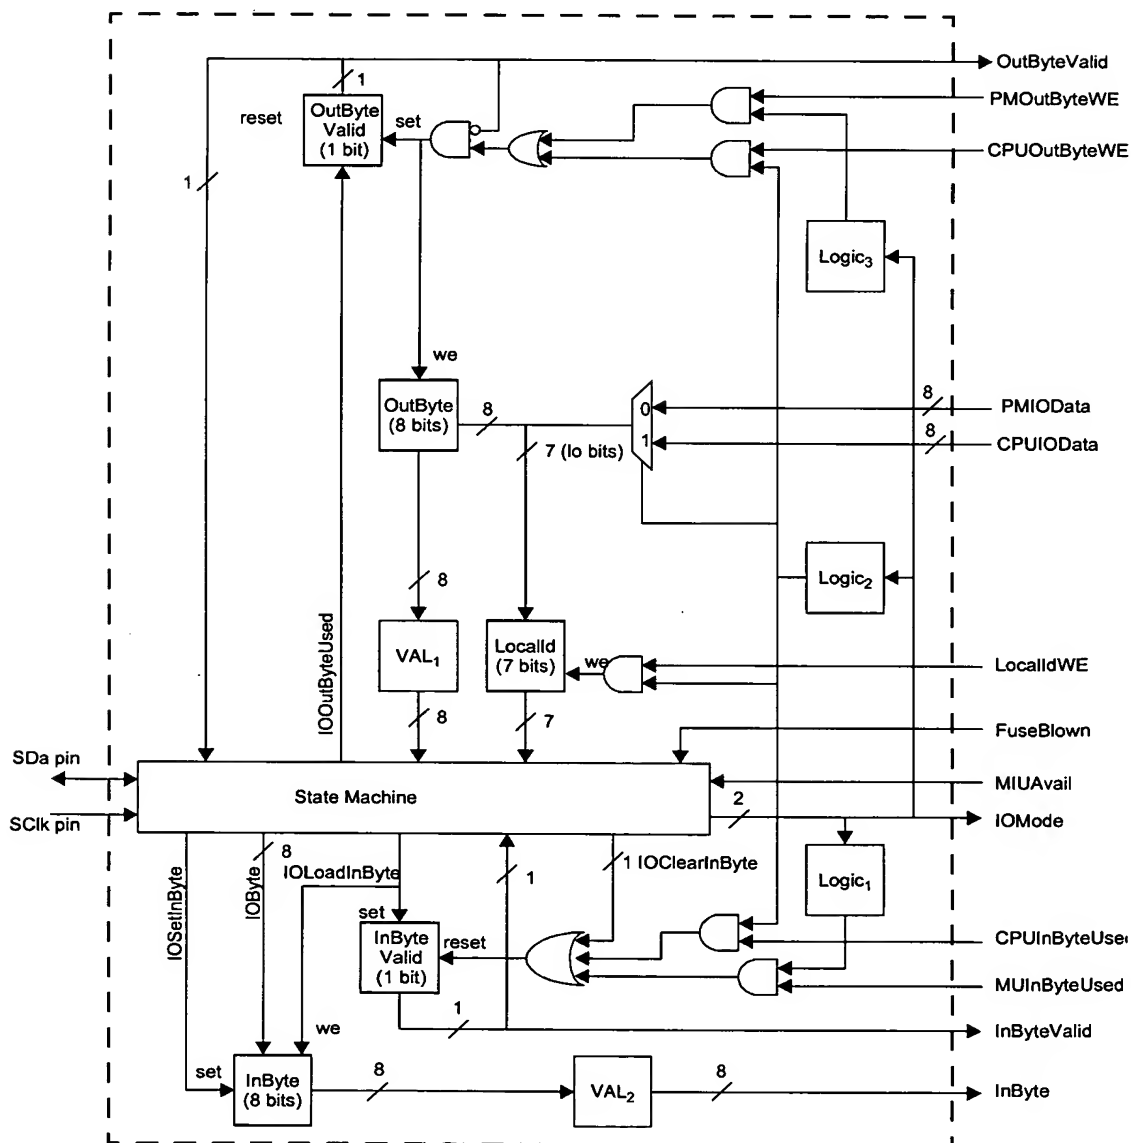 OutByteValid
1
PMOutByteWE
reset
OutByte
Valid
(1 bit)
set
CPUOutByteWE
1
Logic3
we
OutByte
(8 bits)
8
0
8
PMIOData
1
8
CPUIOData
7 (lo bits)
Logic2
8
IOOutByteUsed
VAL1
LocalId
(7 bits)
we
LocalIdWE
8
7
FuseBlown
SDa pin
State Machine
MIUAvail
2
SClk pin
IOMode
IOSetInByte
IOByte
8
IOLoadInByte
1
1 IOClearInByte
Logic1
set
InByte
Valid
(1 bit)
reset
CPUInByteUsed
MUInByteUsed
1
InByteValid
we
set
InByte
(8 bits)
8
VAL2
8
InByte